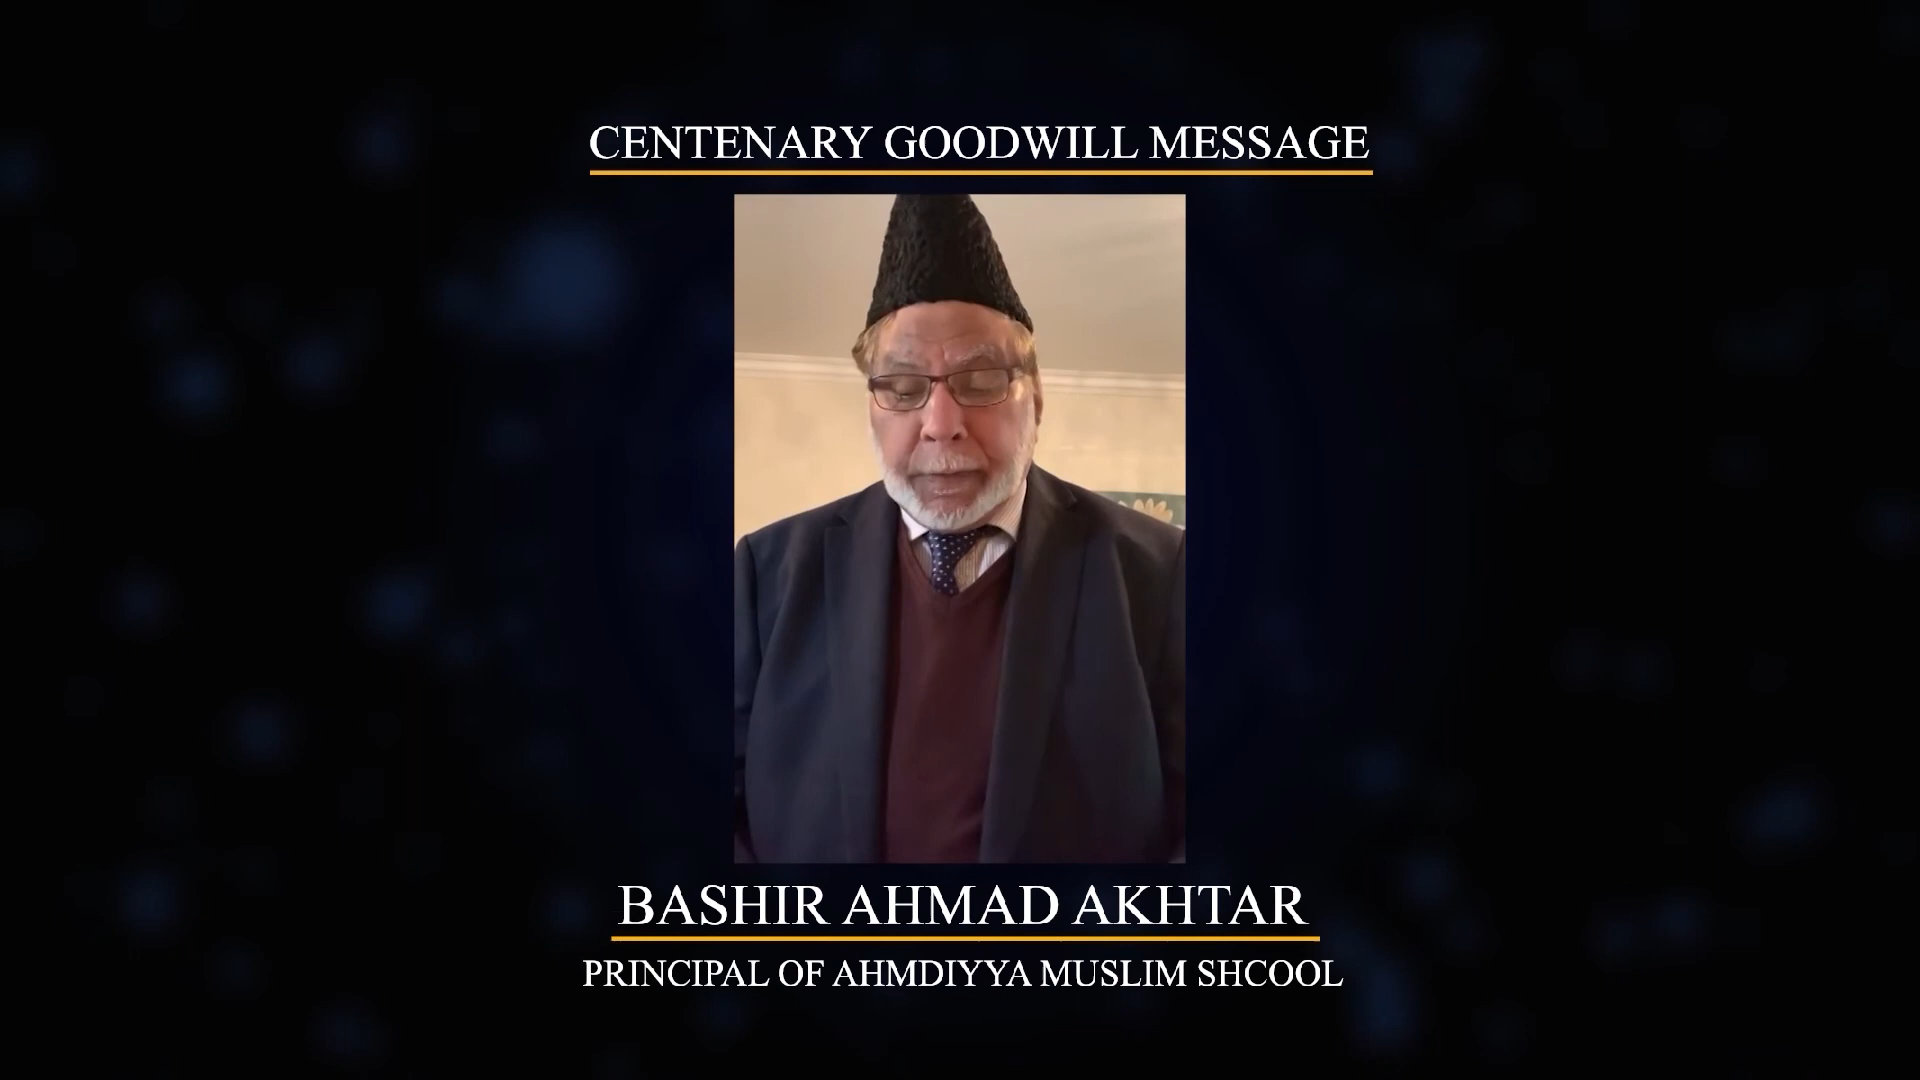 CENTENARY GOODWILL MESSAGE
BASHIR AHMAD AKHTAR
PRINCIPAL OF AHMDIYYA MUSLIM SHCOOL